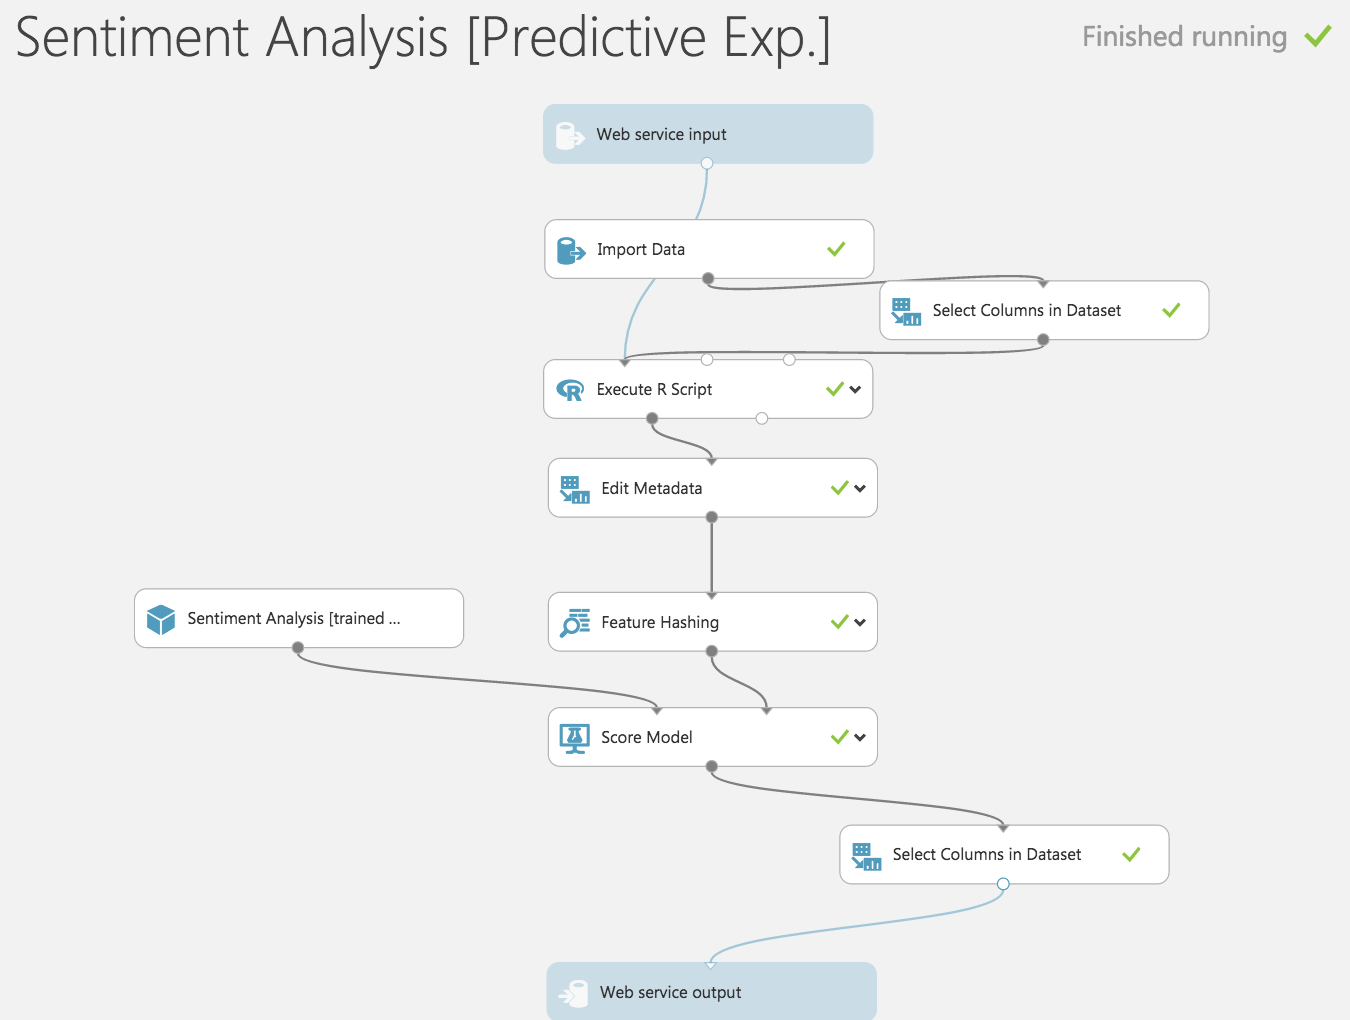 Sentiment Analysis [Predictive Exp.]
Finished running
Web service input
Import Data
Select Columns in Dataset
Execute R Script
Edit Metadata
Sentiment Analysis [trained ...
Feature Hashing
Score Model
Select Columns in Dataset
Web service output